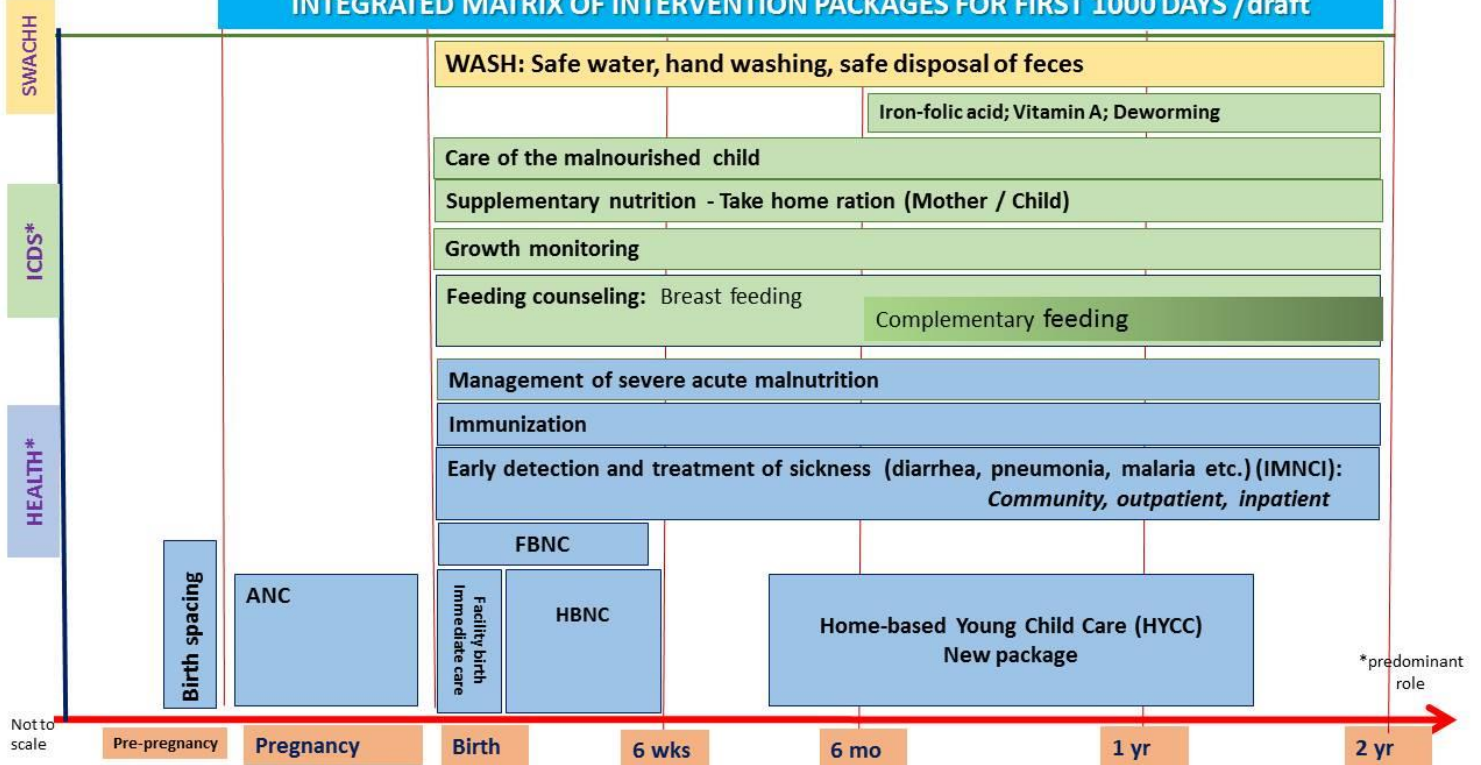 INTEGRATED MATRIX OF INTERVENTION PACKAGES FOR FIRST 1000 DAYS /draft
SWACHH
WASH: Safe water, hand washing, safe disposal of feces
Iron-folic acid; Vitamin A; Deworming
Care of the malnourished child
Supplementary nutrition - Take home ration (Mother / Child)
ICDS*
Growth monitoring
Feeding counseling: Breast feeding
Complementary feeding
Management of severe acute malnutrition
Immunization
HEALTH*
Early detection and treatment of sickness (diarrhea, pneumonia, malaria etc.) (IMNCI):
Community, outpatient, inpatient
FBNC
Birth spacing
ANC
Facility birth
Immediate care
HBNC
Home-based Young Child Care (HYCC)
New package
*predominant
role
Not to
scale
Pre-pregnancy
Pregnancy
Birth
6 wks
6 mo
1 yr
2 yr